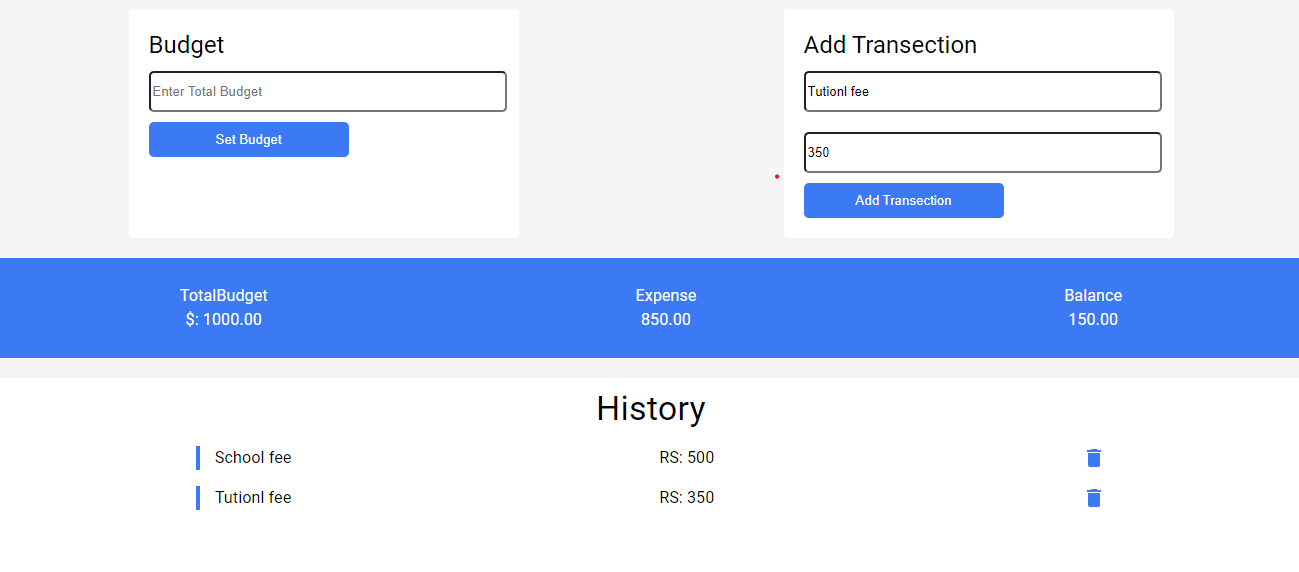 Budget
Enter Total Budget
Set Budget
Add Transection
Tutionl fee
350
Add Transection
TotalBudget
$: 1000.00
Expense
850.00
Balance
150.00
History
School fee RS: 500
Tutionl fee RS: 350